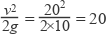 v²/2g = 20²/2×10 = 20